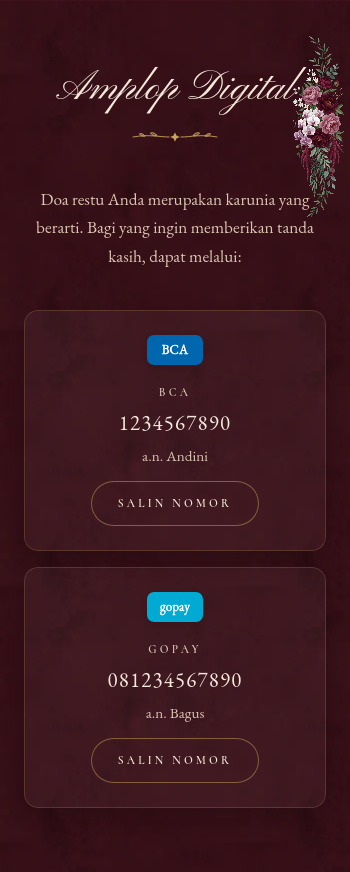 Amplop Digital
Doa restu Anda merupakan karunia yang
berarti. Bagi yang ingin memberikan tanda
kasih, dapat melalui:
BCA
BCA
1234567890
a.n. Andini
SALIN NOMOR
gopay
GOPAY
081234567890
a.n. Bagus
SALIN NOMOR